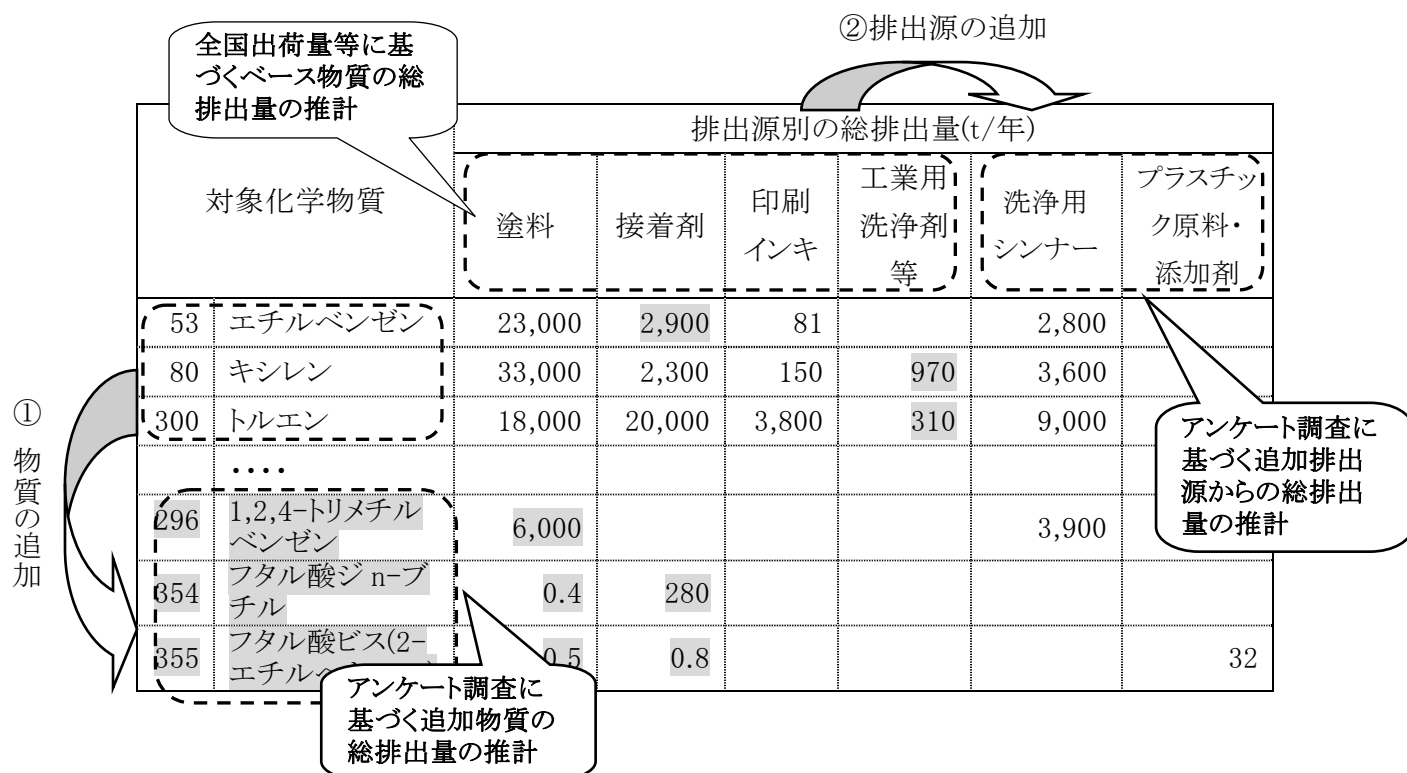 ②排出源の追加
全国出荷量等に基
づくベース物質の総
排出量の推計
排出源別の総排出量(t/年)
対象化学物質
塗料
接着剤
印刷
インキ
工業用
洗浄剤
等
洗浄用
シンナー
プラスチッ
ク原料・
添加剤
53 エチルベンゼン 23,000 2,900 81 2,800
80 キシレン 33,000 2,300 150 970 3,600
300 トルエン 18,000 20,000 3,800 310 9,000
・・・・
296 1,2,4-トリメチル
ベンゼン 6,000 3,900
354 フタル酸ジ n-ブ
チル 0.4 280
355 フタル酸ビス(2-
エチルヘ 0.5 0.8 32
①
物質の追加
アンケート調査に
基づく追加排出
源からの総排出
量の推計
アンケート調査に
基づく追加物質の
総排出量の推計